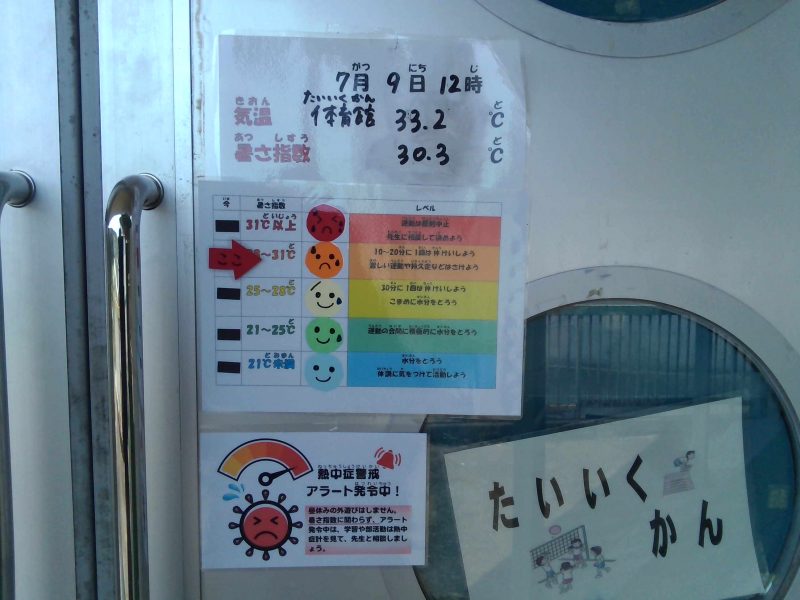 7月 9日 12時
気温 体育館 33.2 ℃
暑さ指数 30.3 ℃
今 暑さ指数 レベル
31℃以上 運動は原則中止
先生に相談して決めよう
ここ 31℃ 10～20分に1回は休けいしよう
激しい運動や持久走などはさけよう
25～28℃ 30分に1回は休けいしよう
こまめに水分をとろう
21～25℃ 運動の合間に積極的に水分をとろう
21℃未満 水分をとろう
体調に気をつけて活動しよう
熱中症警戒
アラート発令中！
昼休みの外遊びはしません。
暑さ指数に関わらず、アラート
発令中は、学習や部活動は熱中
症計を見て、先生と相談しまし
ょう。
たいいく
かん